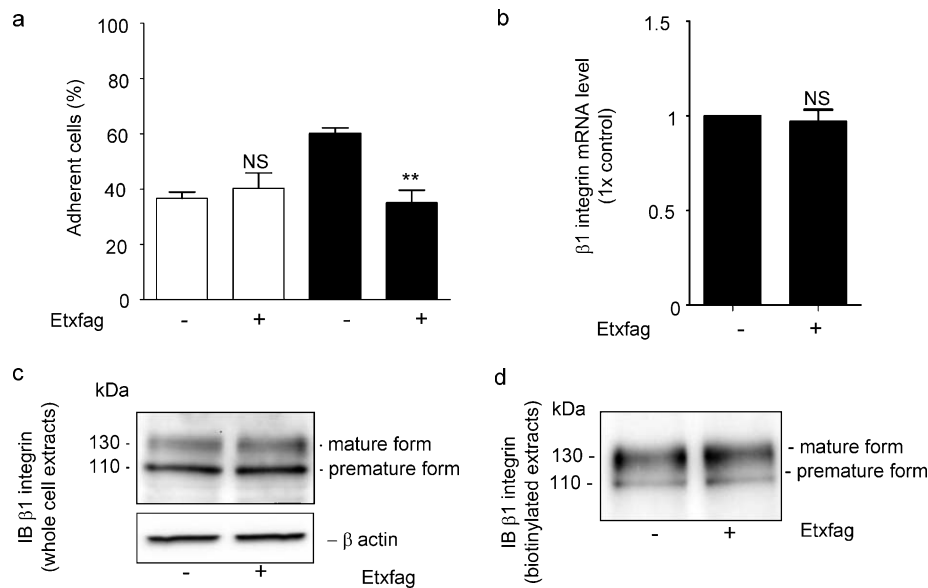 a
Adherent cells (%)
100
80
60
40
20
0
NS
**
Etxfag - + - +
b
β1 integrin mRNA level
(1x control)
1.5
1
0.5
0
NS
Etxfag - +
c
IB β1 integrin
(whole cell extracts)
kDa
130 -
110 -
· mature form
· premature form
– β actin
- + Etxfag
d
IB β1 integrin
(biotinylated extracts)
kDa
130 -
110 -
- mature form
- premature form
- + Etxfag